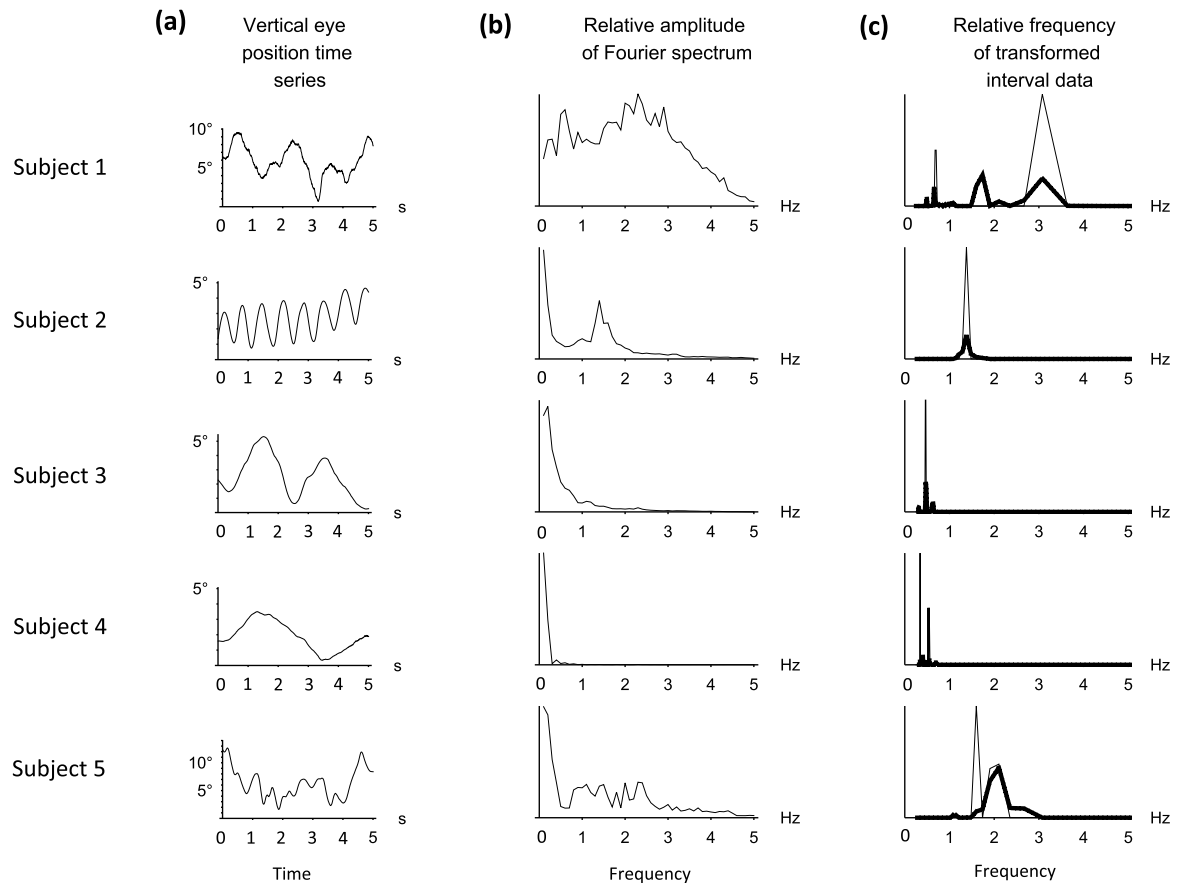 (a) Vertical eye
position time
series
(b) Relative amplitude
of Fourier spectrum
(c) Relative frequency
of transformed
interval data
Subject 1
10°
5°
s
0 1 2 3 4 5
Hz
0 1 2 3 4 5
Hz
0 1 2 3 4 5
Subject 2
5°
s
0 1 2 3 4 5
Hz
0 1 2 3 4 5
Hz
0 1 2 3 4 5
Subject 3
5°
s
0 1 2 3 4 5
Hz
0 1 2 3 4 5
Hz
0 1 2 3 4 5
Subject 4
5°
s
0 1 2 3 4 5
Hz
0 1 2 3 4 5
Hz
0 1 2 3 4 5
Subject 5
10°
5°
s
0 1 2 3 4 5
Hz
0 1 2 3 4 5
Hz
0 1 2 3 4 5
Time
Frequency
Frequency